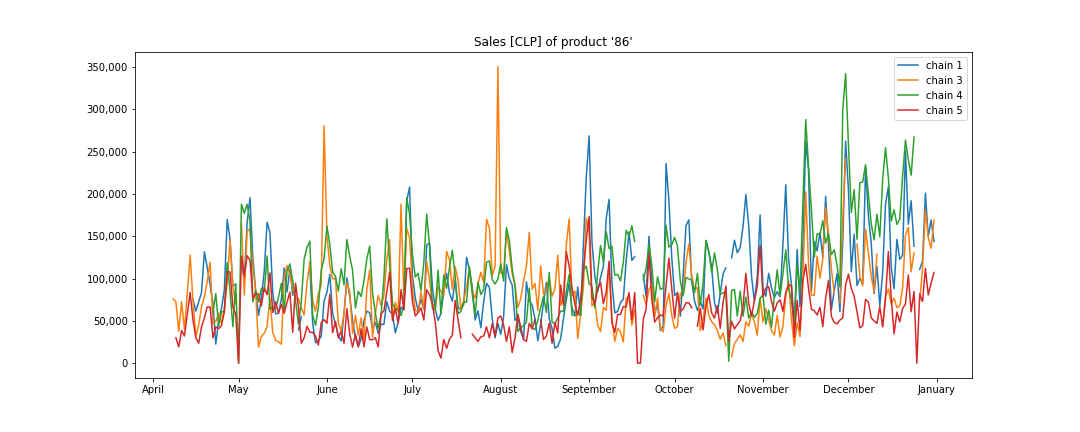 Sales [CLP] of product '86'
350,000
300,000
250,000
200,000
150,000
100,000
50,000
0
chain 1
chain 3
chain 4
chain 5
April May June July August September October November December January